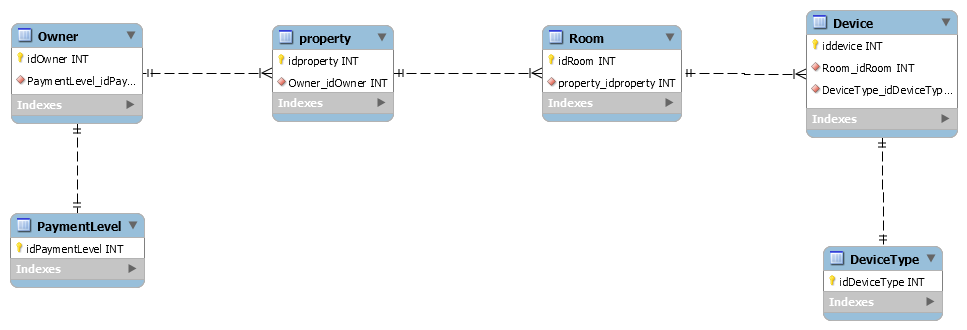 Owner
idOwner INT
PaymentLevel_idPay...
Indexes
property
idproperty INT
Owner_idOwner INT
Indexes
Room
idRoom INT
property_idproperty INT
Indexes
Device
iddevice INT
Room_idRoom INT
DeviceType_idDeviceTyp...
Indexes
PaymentLevel
idPaymentLevel INT
Indexes
DeviceType
idDeviceType INT
Indexes